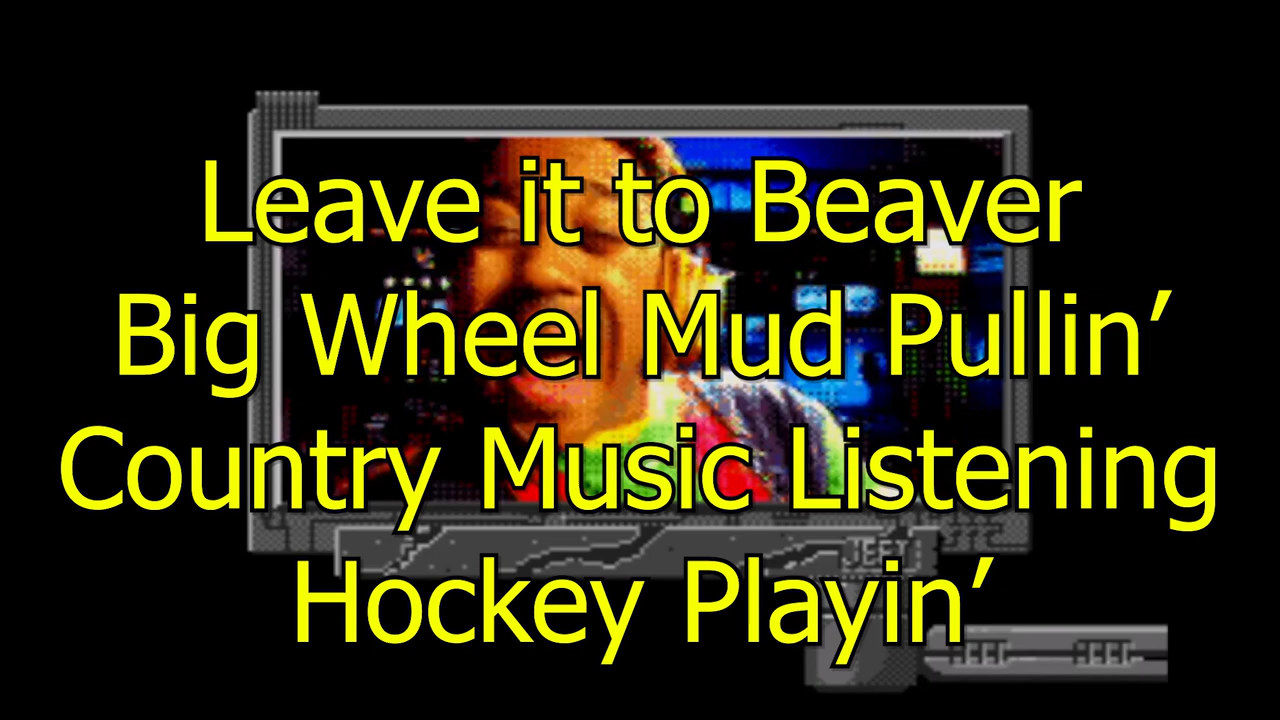 Leave it to Beaver
Big Wheel Mud Pullin’
Country Music Listening
Hockey Playin’